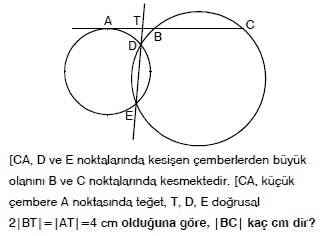 A T B C
D
E
[CA, D ve E noktalarında kesişen çemberlerden büyük
olanını B ve C noktalarında kesmektedir. [CA, küçük
çembere A noktasında teğet, T, D, E doğrusal
2|BT|=|AT|=4 cm olduğuna göre, |BC| kaç cm dir?